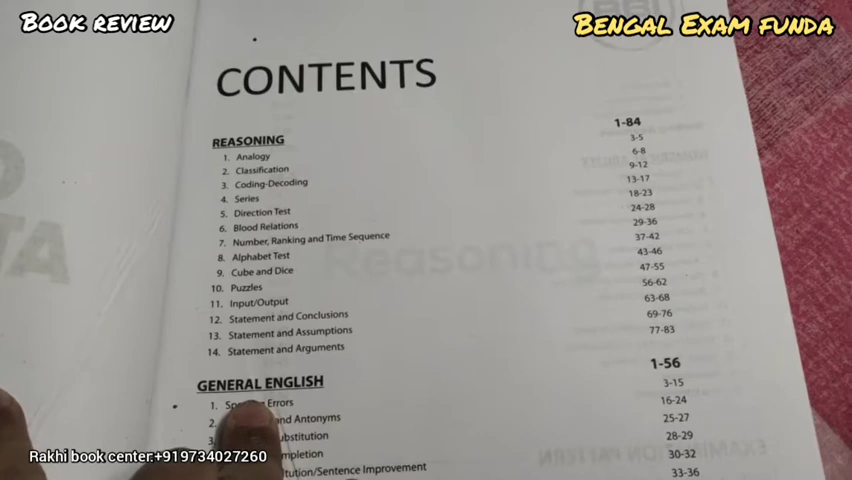 BOOK REVIEW
BENGAL EXAM FUNDA
CONTENTS
REASONING 1-84
1. Analogy 3-5
2. Classification 6-8
3. Coding-Decoding 9-12
4. Series 13-17
5. Direction Test 18-23
6. Blood Relations 24-28
7. Number, Ranking and Time Sequence 29-36
8. Alphabet Test 37-42
9. Cube and Dice 43-46
10. Puzzles 47-55
11. Input/Output 56-62
12. Statement and Conclusions 63-68
13. Statement and Assumptions 69-76
14. Statement and Arguments 77-83
GENERAL ENGLISH 1-56
1. Errors 3-15
2. and Antonyms 16-24
3. 25-27
28-29
/Sentence Improvement 30-32
33-36
Rakhi book center:+919734027260